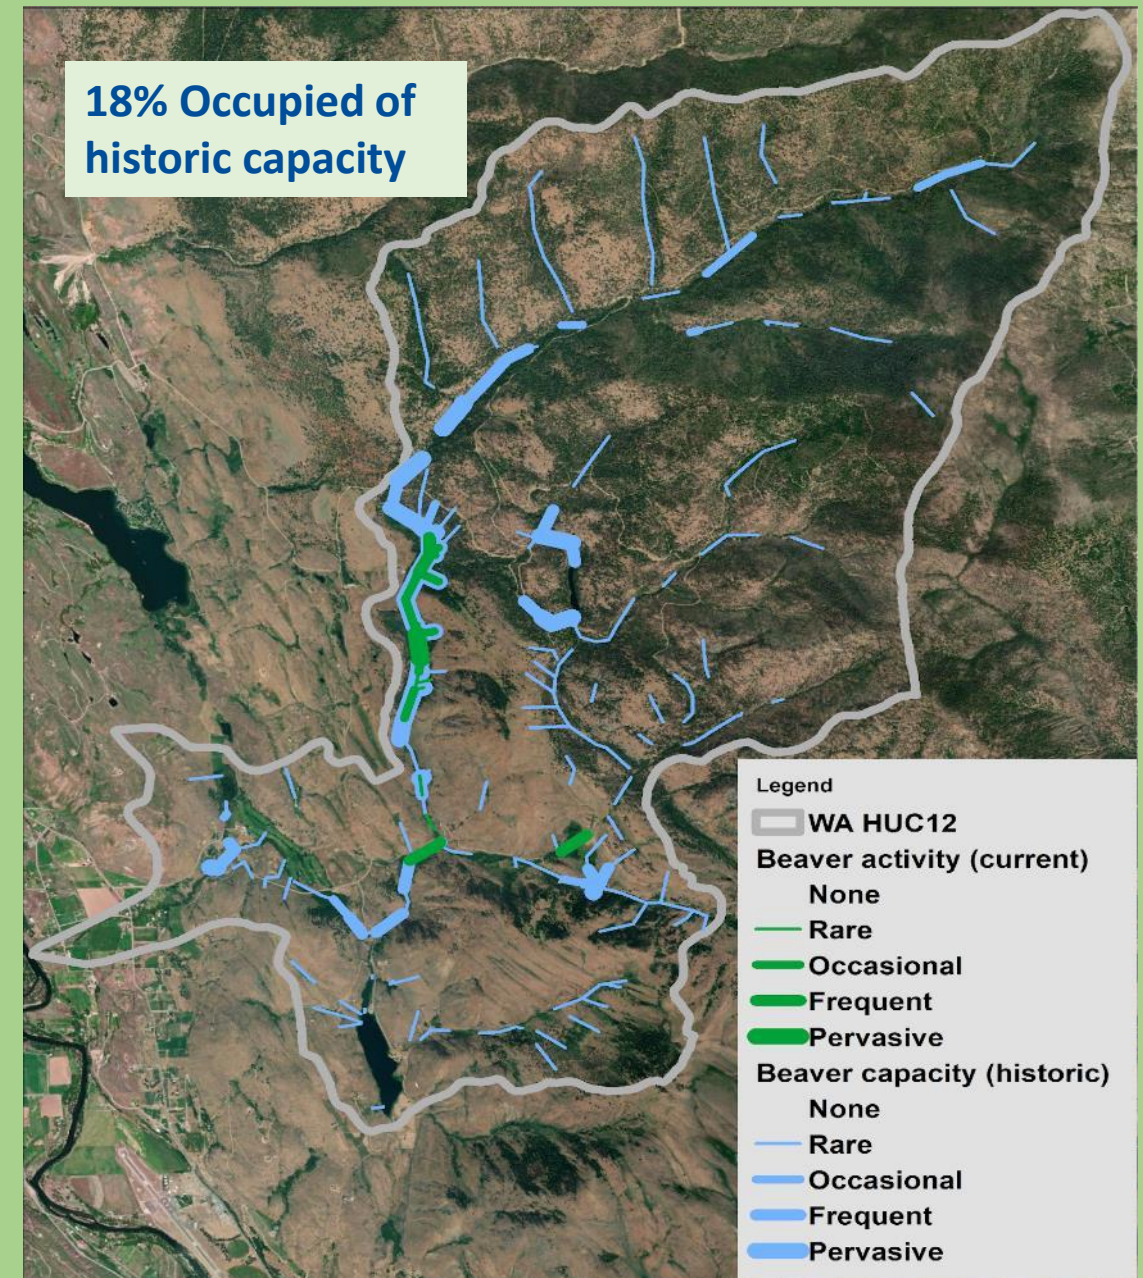 18% Occupied of
historic capacity
Legend
WA HUC12
Beaver activity (current)
None
Rare
Occasional
Frequent
Pervasive
Beaver capacity (historic)
None
Rare
Occasional
Frequent
Pervasive